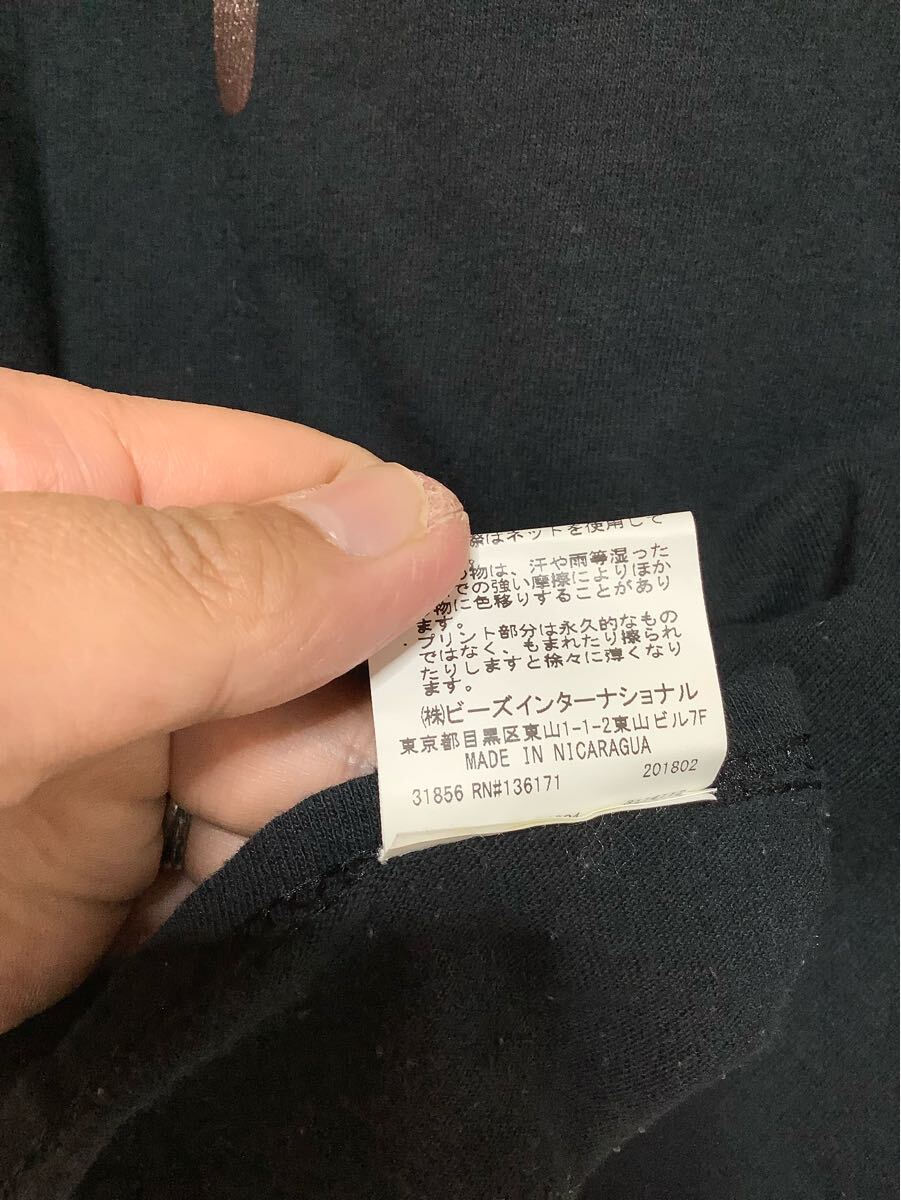 際はネットを使用して
物は、汗や雨等湿った
での強い摩擦によりほか
物に色移りすることがあり
ます。
・プリント部分は永久的なもの
ではなく、もまれたり擦られ
たりしますと徐々に薄くなり
ます。
㈱ビーズインターナショナル
東京都目黒区東山1-1-2東山ビル7F
MADE IN NICARAGUA
31856 RN#136171 201802